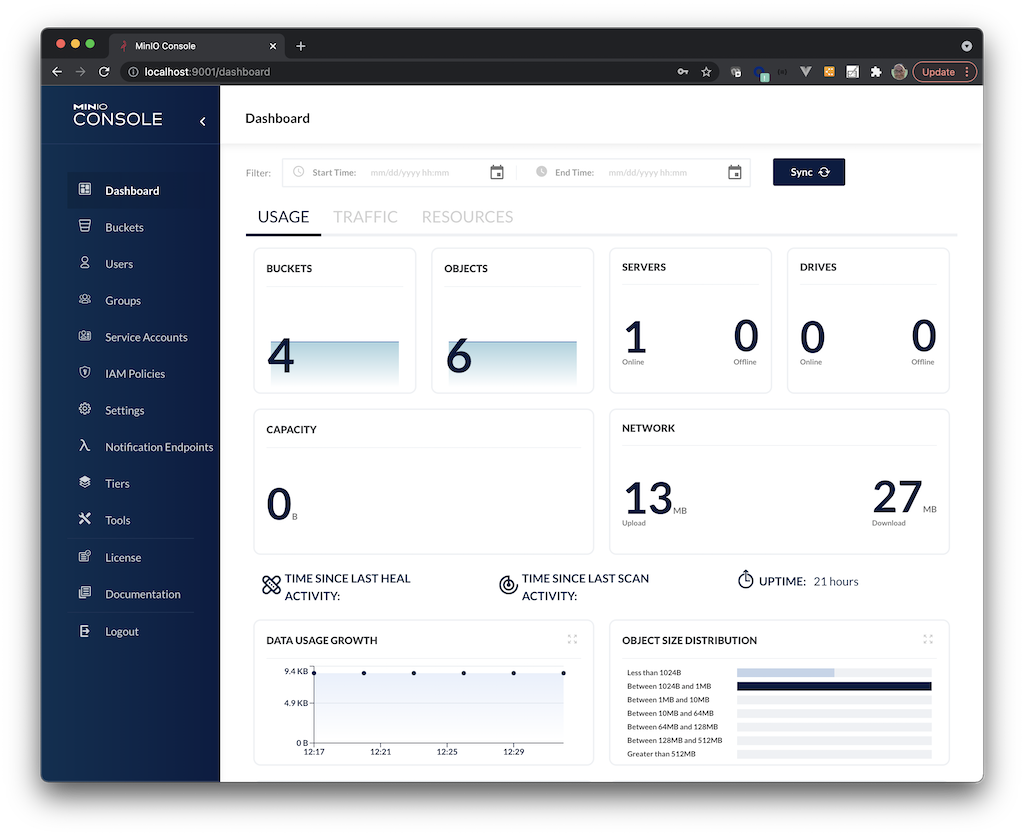 MinIO Console
localhost:9001/dashboard
Update
MINIO
CONSOLE
Dashboard
Buckets
Users
Groups
Service Accounts
IAM Policies
Settings
Notification Endpoints
Tiers
Tools
License
Documentation
Logout
Dashboard
Filter: Start Time: mm/dd/yyyy hh:mm End Time: mm/dd/yyyy hh:mm Sync
USAGE TRAFFIC RESOURCES
BUCKETS
4
OBJECTS
6
SERVERS
1 0
Online Offline
DRIVES
0 0
Online Offline
CAPACITY
0 B
NETWORK
13 MB 27 MB
Upload Download
TIME SINCE LAST HEAL
ACTIVITY:
TIME SINCE LAST SCAN
ACTIVITY:
UPTIME: 21 hours
DATA USAGE GROWTH
9.4 KB
4.9 KB
0 B
12:17 12:21 12:25 12:29
OBJECT SIZE DISTRIBUTION
Less than 1024B
Between 1024B and 1MB
Between 1MB and 10MB
Between 10MB and 64MB
Between 64MB and 128MB
Between 128MB and 512MB
Greater than 512MB